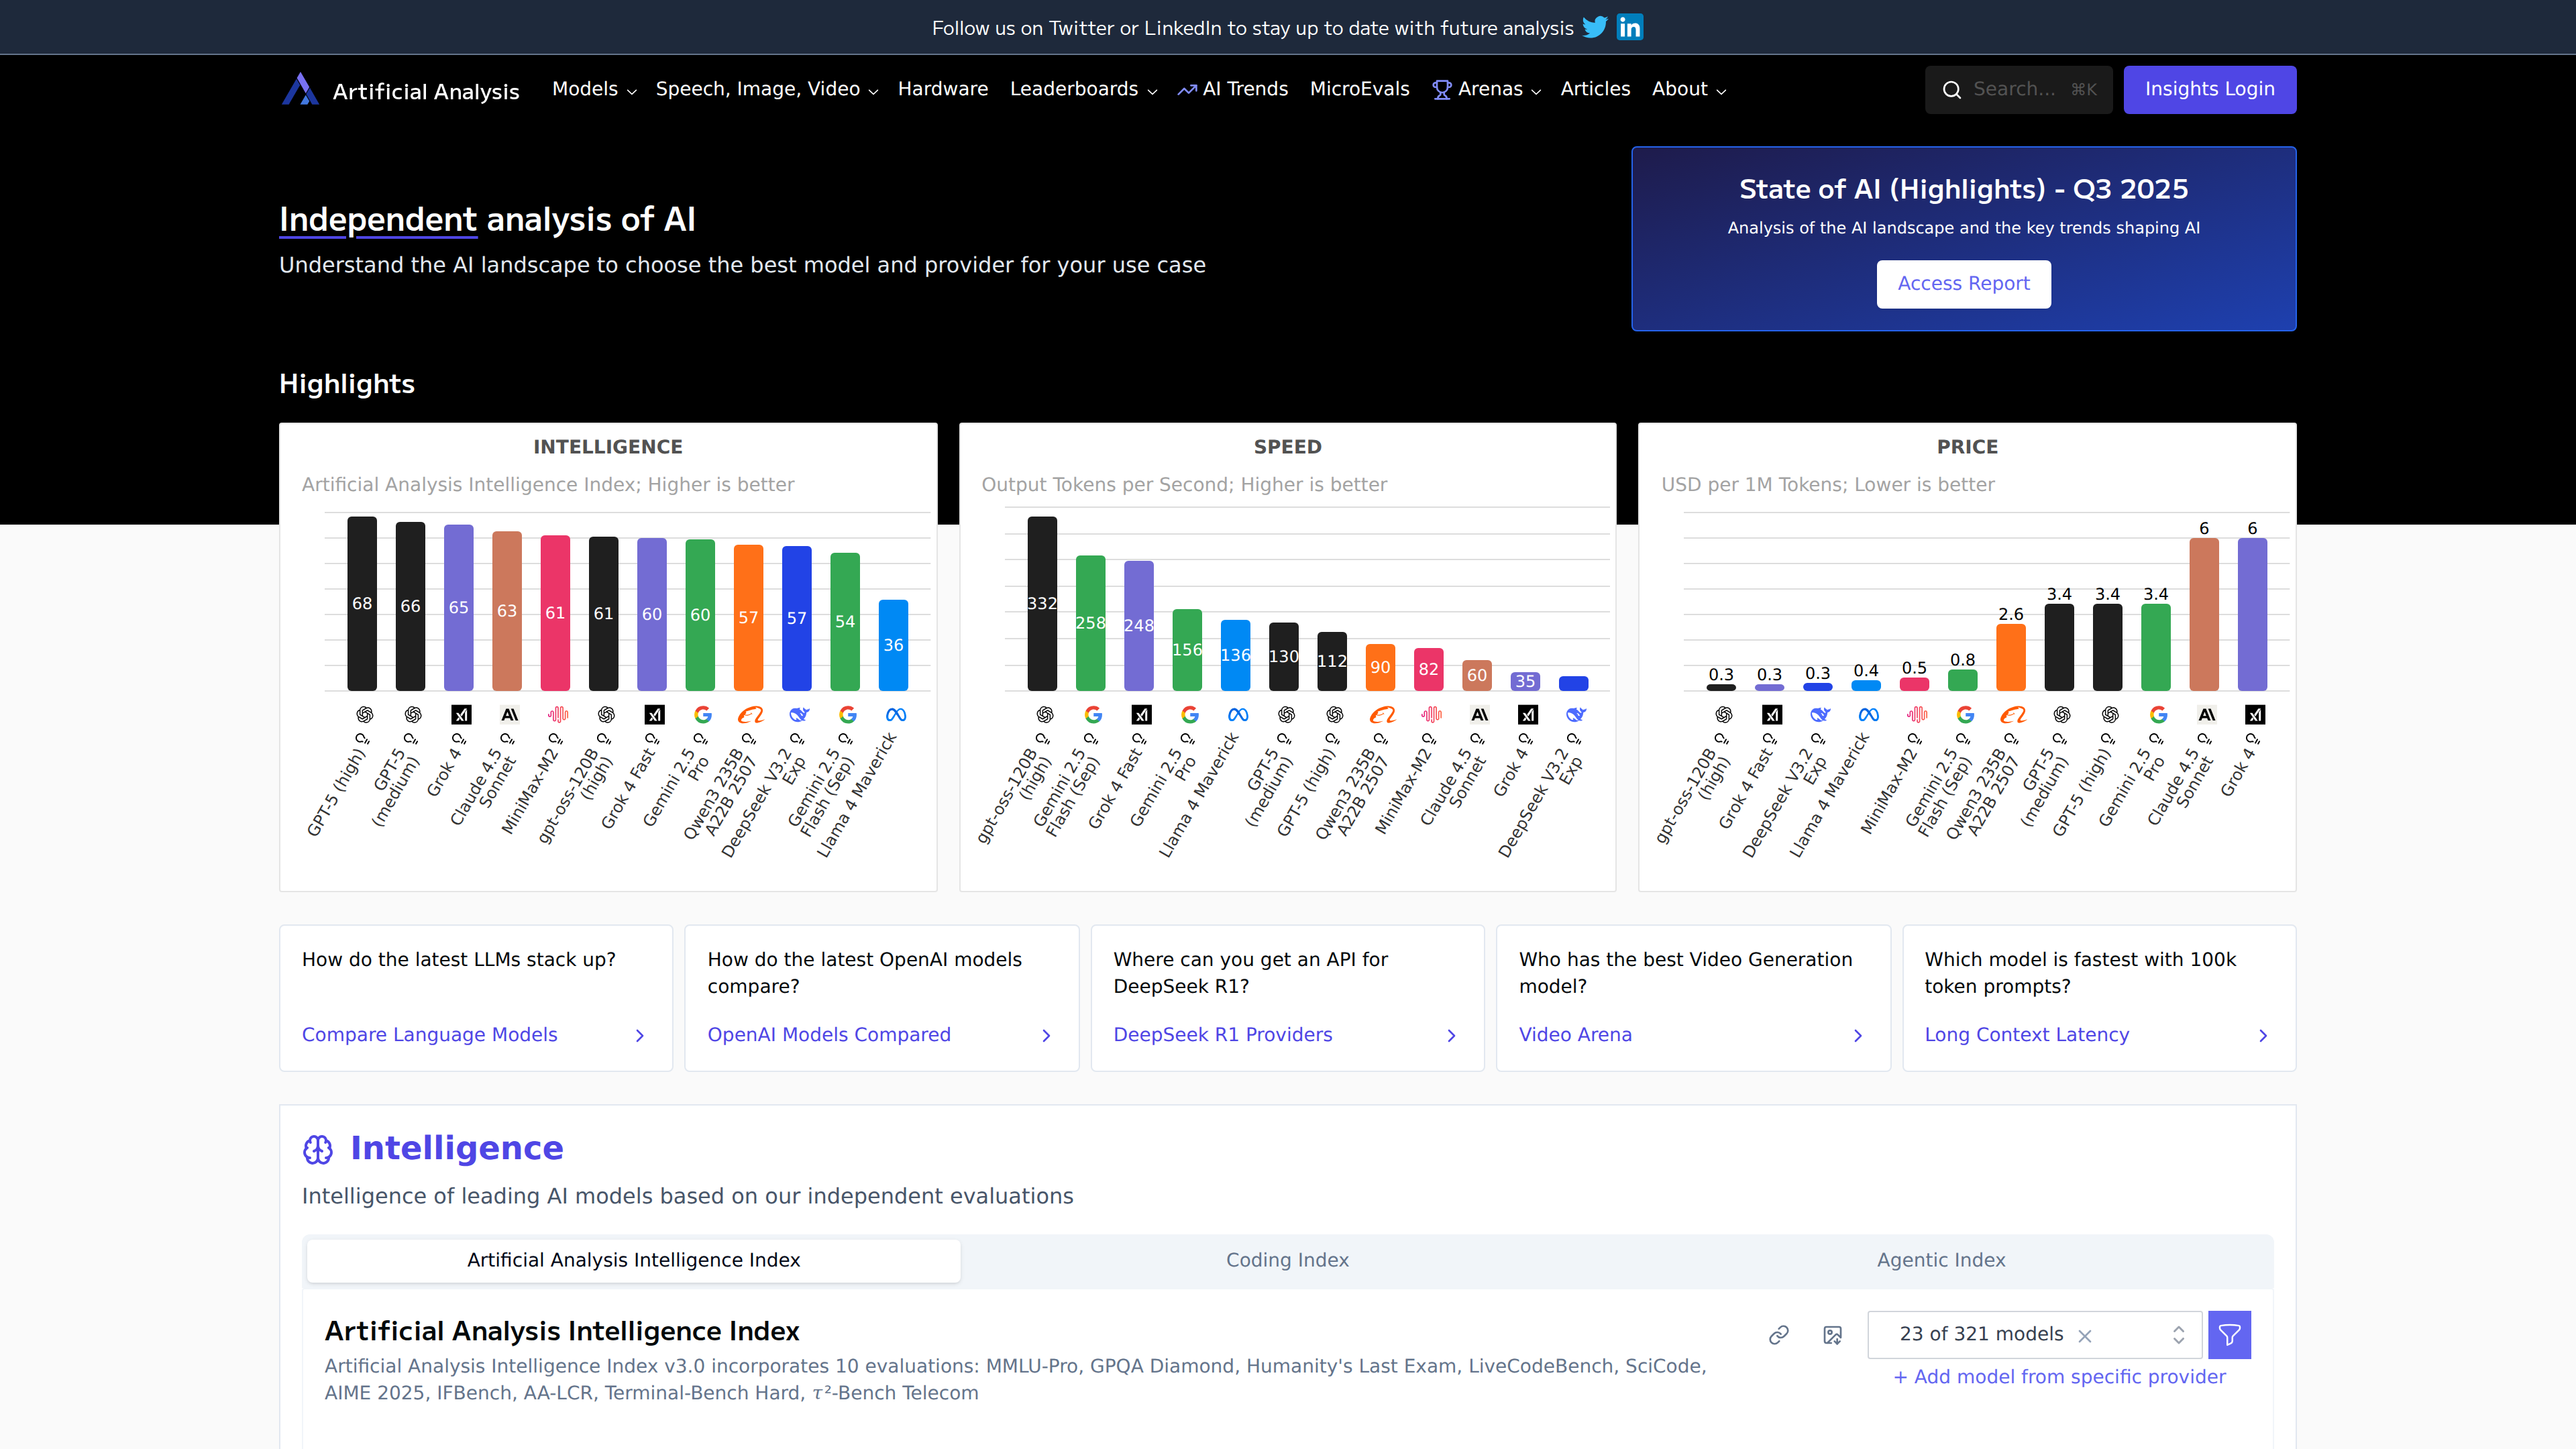 Follow us on Twitter or LinkedIn to stay up to date with future analysis
Artificial Analysis
Models
Speech, Image, Video
Hardware
Leaderboards
AI Trends
MicroEvals
Arenas
Articles
About
Search...
⌘K
Insights Login
Independent analysis of AI
Understand the AI landscape to choose the best model and provider for your use case
State of AI (Highlights) - Q3 2025
Analysis of the AI landscape and the key trends shaping AI
Access Report
Highlights
INTELLIGENCE
Artificial Analysis Intelligence Index; Higher is better
68
66
65
63
61
61
60
60
57
57
54
36
GPT-5 (high)
GPT-5
(medium)
Grok 4
Claude 4.5
Sonnet
MiniMax-M2
gpt-oss-120B
(high)
Grok 4 Fast
Gemini 2.5
Pro
Qwen3 235B
A22B 2507
DeepSeek V3.2
Exp
Gemini 2.5
Flash (Sep)
Llama 4 Maverick
SPEED
Output Tokens per Second; Higher is better
332
258
248
156
136
130
112
90
82
60
35
gpt-oss-120B
(high)
Gemini 2.5
Flash (Sep)
Grok 4 Fast
Gemini 2.5
Pro
Llama 4 Maverick
GPT-5
(medium)
GPT-5 (high)
Qwen3 235B
A22B 2507
MiniMax-M2
Claude 4.5
Sonnet
Grok 4
DeepSeek V3.2
Exp
PRICE
USD per 1M Tokens; Lower is better
0.3
0.3
0.3
0.4
0.5
0.8
2.6
3.4
3.4
3.4
6
6
gpt-oss-120B
(high)
Grok 4 Fast
DeepSeek V3.2
Exp
Llama 4 Maverick
MiniMax-M2
Gemini 2.5
Flash (Sep)
Qwen3 235B
A22B 2507
GPT-5
(medium)
GPT-5 (high)
Gemini 2.5
Pro
Claude 4.5
Sonnet
Grok 4
How do the latest LLMs stack up?
Compare Language Models
How do the latest OpenAI models
compare?
OpenAI Models Compared
Where can you get an API for
DeepSeek R1?
DeepSeek R1 Providers
Who has the best Video Generation
model?
Video Arena
Which model is fastest with 100k
token prompts?
Long Context Latency
Intelligence
Intelligence of leading AI models based on our independent evaluations
Artificial Analysis Intelligence Index
Coding Index
Agentic Index
Artificial Analysis Intelligence Index
23 of 321 models
+ Add model from specific provider
Artificial Analysis Intelligence Index v3.0 incorporates 10 evaluations: MMLU-Pro, GPQA Diamond, Humanity's Last Exam, LiveCodeBench, SciCode,
AIME 2025, IFBench, AA-LCR, Terminal-Bench Hard, 𝜏²-Bench Telecom